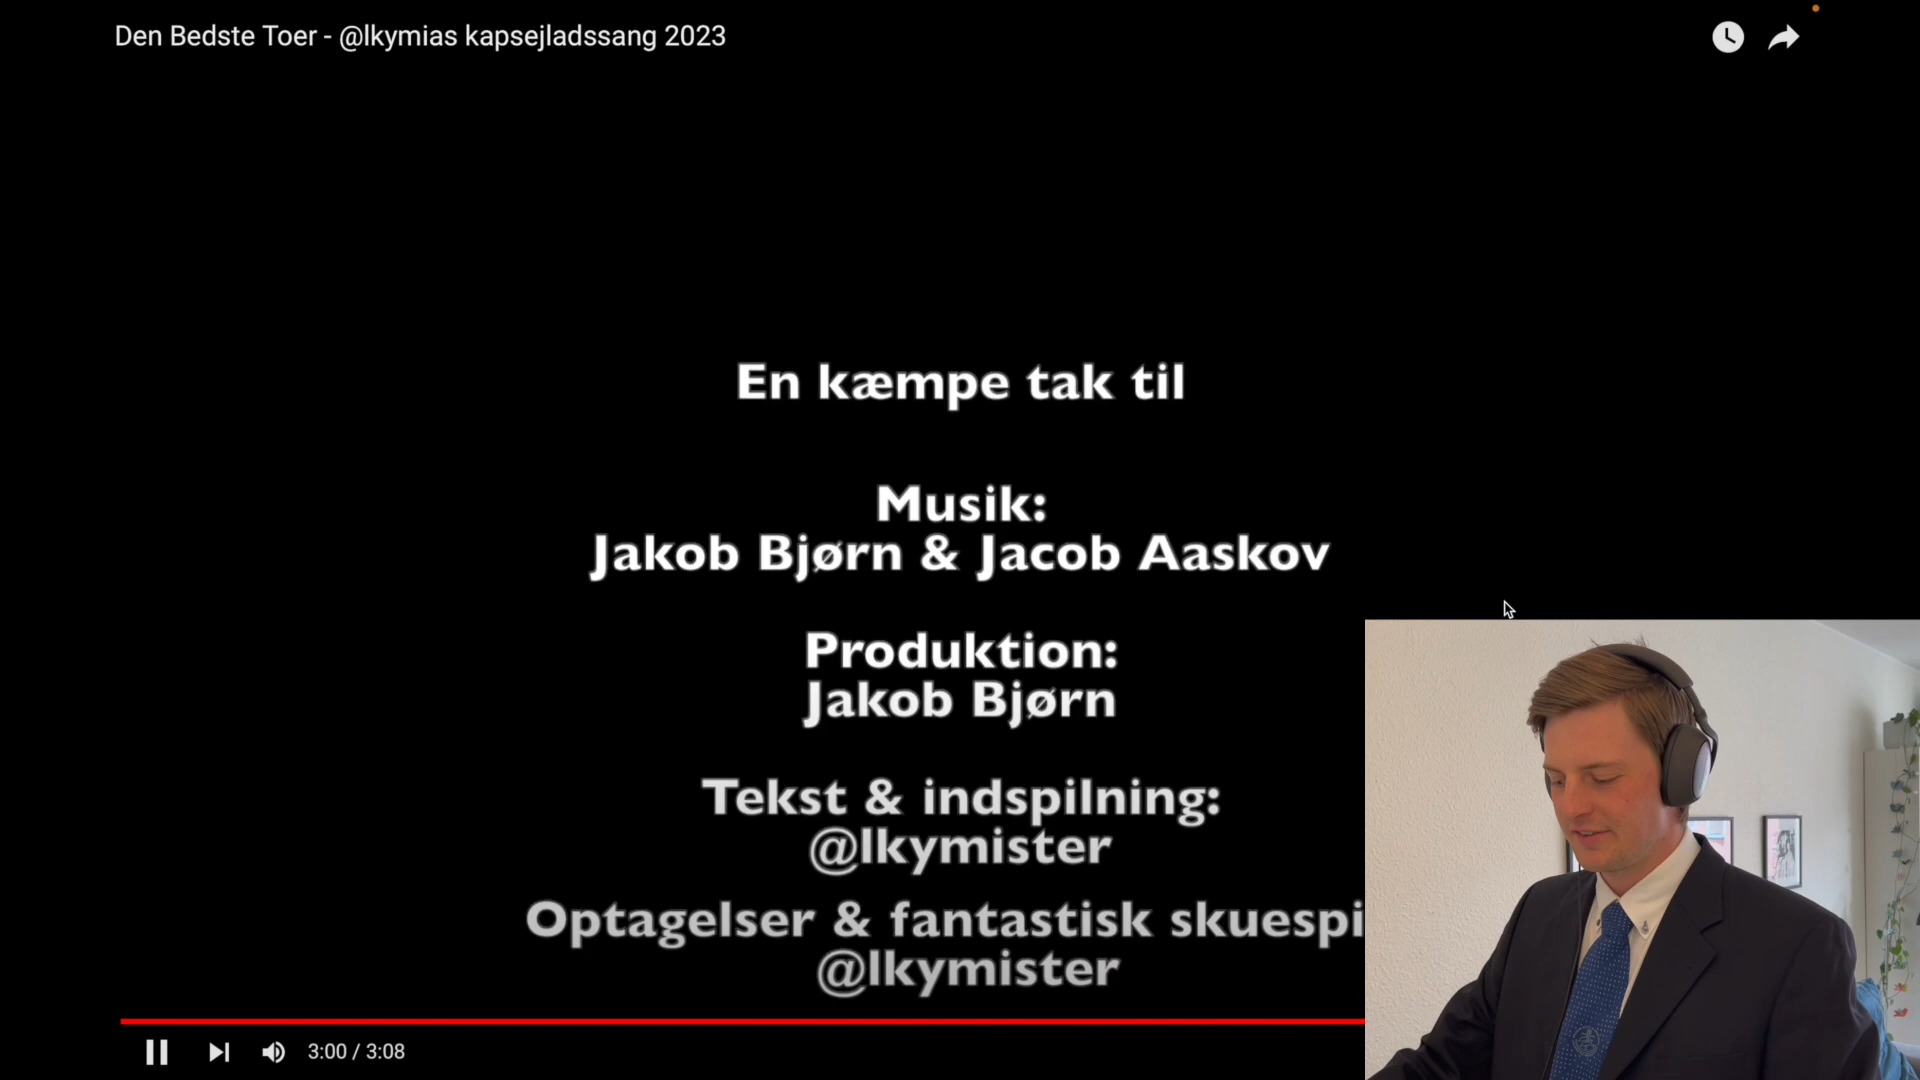 Den Bedste Toer - @lkymias kapsejladssang 2023
En kæmpe tak til
Musik:
Jakob Bjørn & Jacob Aaskov
Produktion:
Jakob Bjørn
Tekst & indspilning:
@lkymister
Optagelser & fantastisk skuespi
@lkymister
3:00 / 3:08